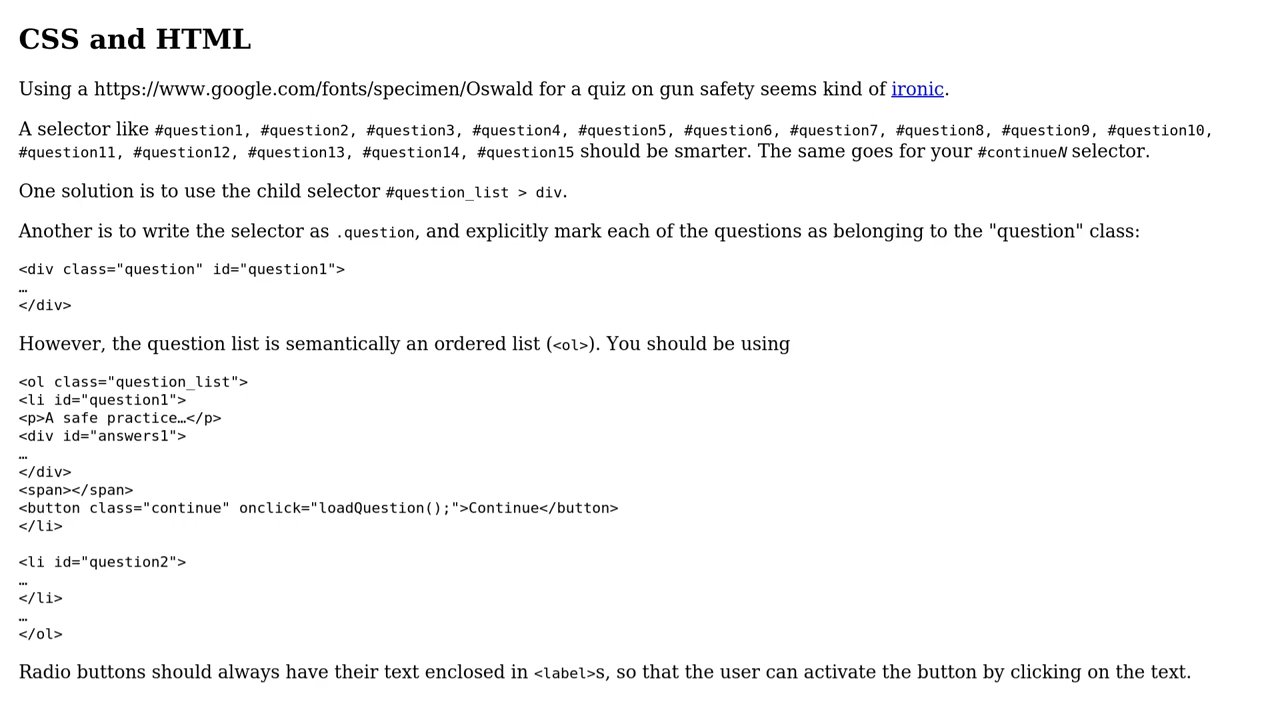 CSS and HTML
Using a https://www.google.com/fonts/specimen/Oswald for a quiz on gun safety seems kind of ironic.
A selector like #question1, #question2, #question3, #question4, #question5, #question6, #question7, #question8, #question9, #question10,
#question11, #question12, #question13, #question14, #question15 should be smarter. The same goes for your #continueN selector.
One solution is to use the child selector #question_list > div.
Another is to write the selector as .question, and explicitly mark each of the questions as belonging to the "question" class:
<div class="question" id="question1">
…
</div>
However, the question list is semantically an ordered list (<ol>). You should be using
<ol class="question_list">
<li id="question1">
<p>A safe practice…</p>
<div id="answers1">
…
</div>
<span></span>
<button class="continue" onclick="loadQuestion();">Continue</button>
</li>
<li id="question2">
…
</li>
…
</ol>
Radio buttons should always have their text enclosed in <label>s, so that the user can activate the button by clicking on the text.